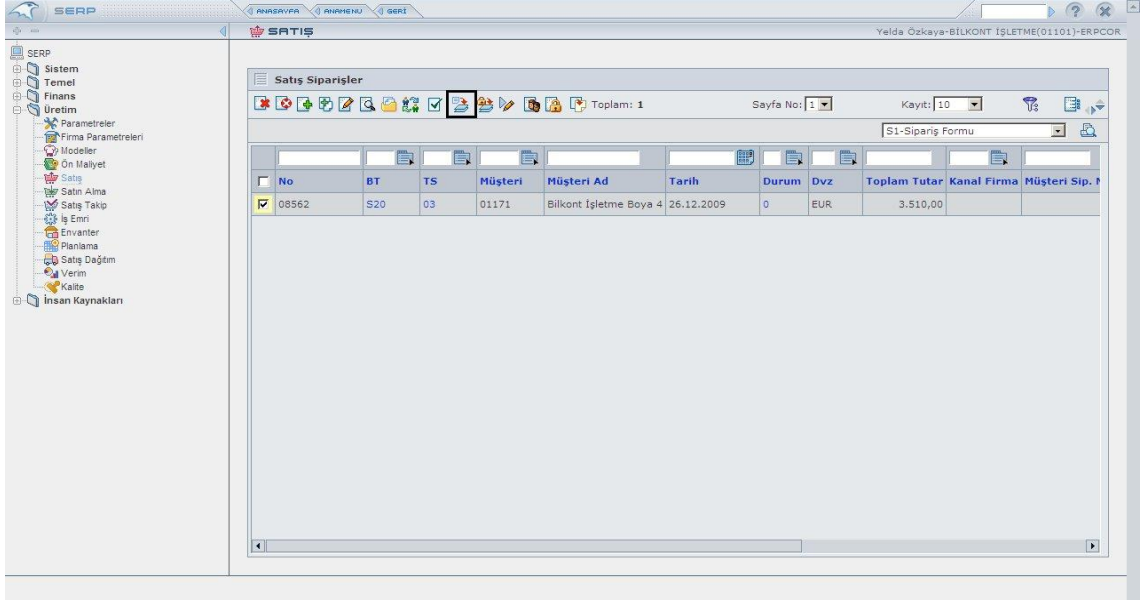 SERP
ANASAYFA ANAMENU GERİ
SATIŞ
Yelda Özkaya-BİLKONT İŞLETME(01101)-ERPCOR
SERP
Sistem
Temel
Finans
Üretim
Parametreler
Firma Parametreleri
Modeller
Ön Maliyet
Satış
Satın Alma
Satış Takip
İş Emri
Envanter
Planlama
Satış Dağıtım
Verim
Kalite
İnsan Kaynakları
Satış Siparişler
Toplam: 1 Sayfa No: 1 Kayıt: 10
S1-Sipariş Formu
No BT TS Müşteri Müşteri Ad Tarih Durum Dvz Toplam Tutar Kanal Firma Müşteri Sip.
08562 S20 03 01171 Bilkont İşletme Boya 4 26.12.2009 0 EUR 3.510,00